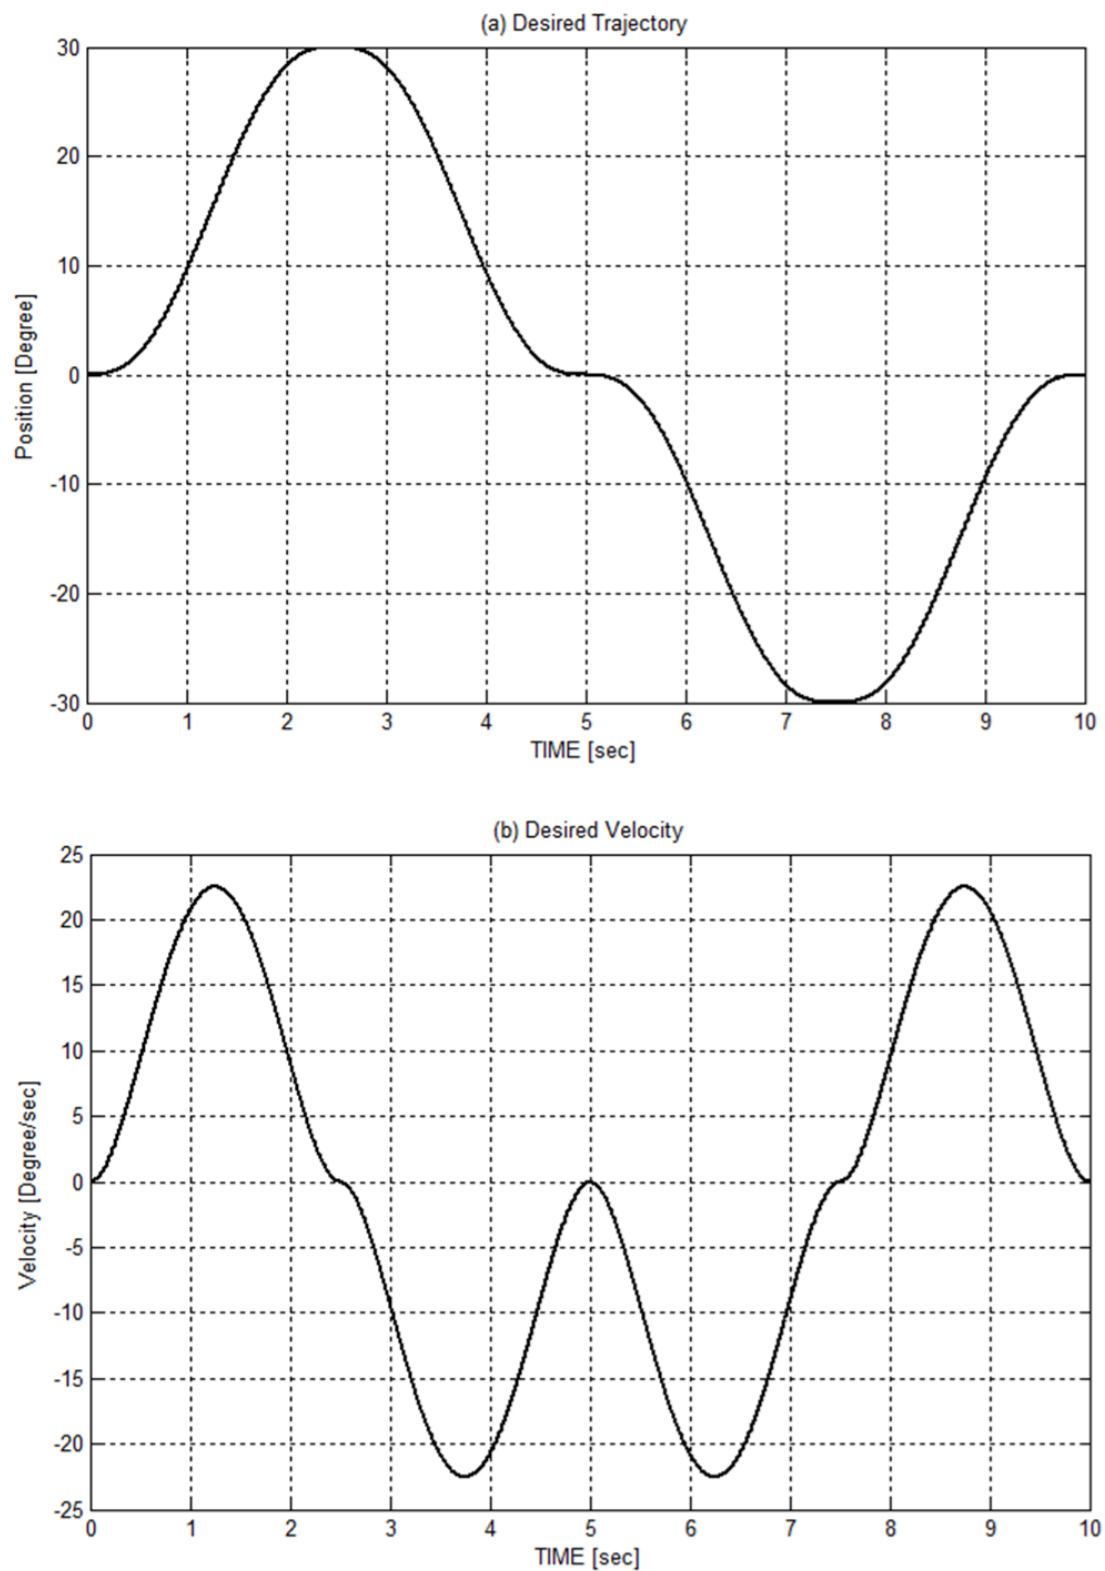 (a) Desired Trajectory
30
20
10
0
-10
-20
-30
Position [Degree]
0 1 2 3 4 5 6 7 8 9 10
TIME [sec]
(b) Desired Velocity
25
20
15
10
5
0
-5
-10
-15
-20
-25
Velocity [Degree/sec]
0 1 2 3 4 5 6 7 8 9 10
TIME [sec]